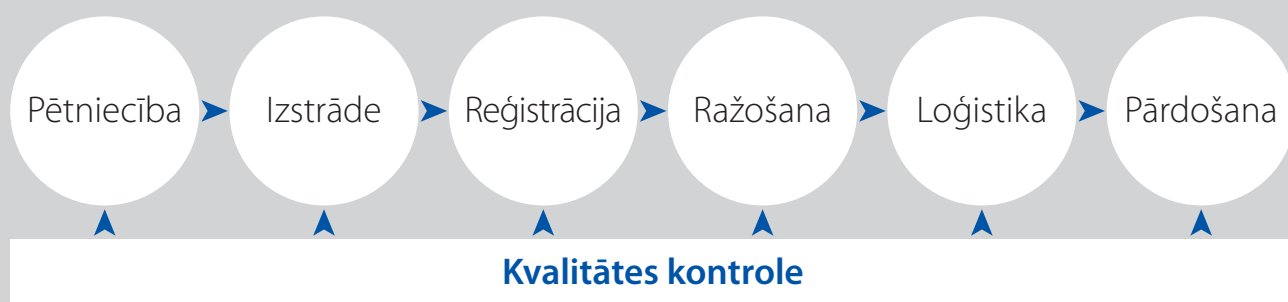 Pētniecība
Izstrāde
Reģistrācija
Ražošana
Loģistika
Pārdošana
Kvalitātes kontrole